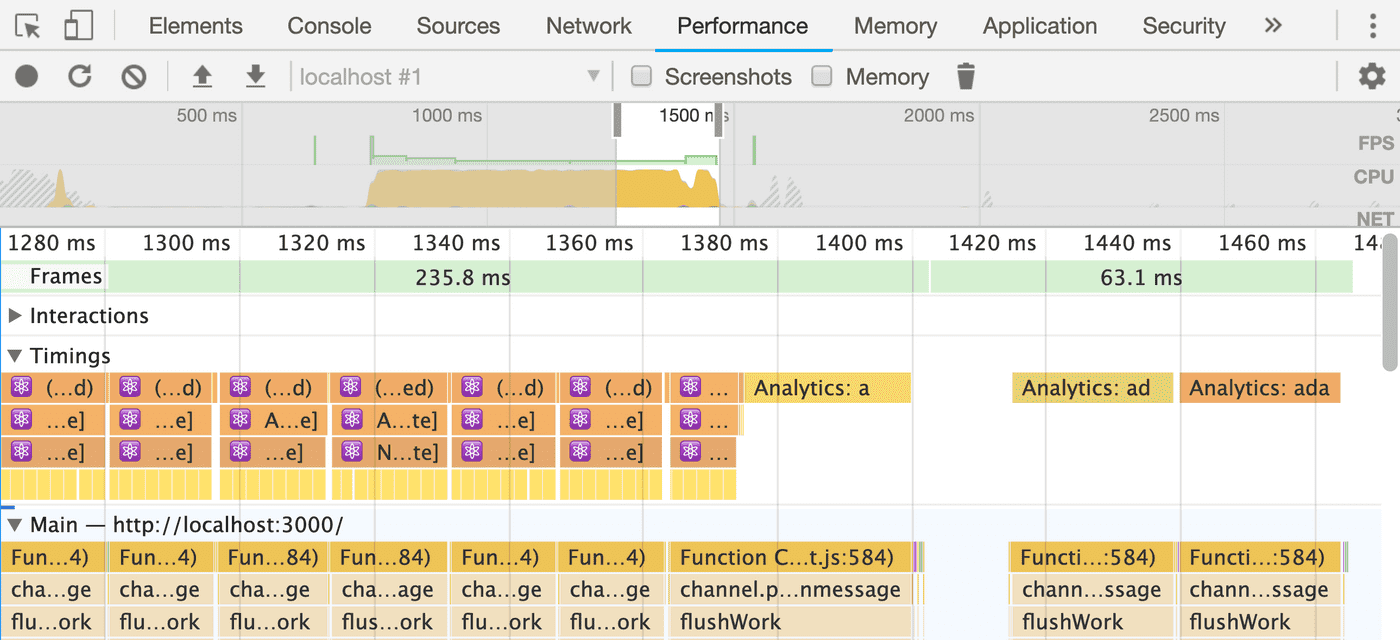 Elements Console Sources Network Performance Memory Application Security »
localhost #1 Screenshots Memory
500 ms 1000 ms 1500 ms 2000 ms 2500 ms
FPS
CPU
NET
1280 ms 1300 ms 1320 ms 1340 ms 1360 ms 1380 ms 1400 ms 1420 ms 1440 ms 1460 ms
Frames 235.8 ms 63.1 ms
Interactions
Timings
(...d) (...d) (...d) (...ed) (...d) (...d) ... Analytics: a Analytics: ad Analytics: ada
...e] ...e] A...e] A...te] ...e] ...e] ...
...e] ...e] ...e] N...te] ...e] ...e] ...
Main — http://localhost:3000/
Fun...4) Fun...4) Fun...84) Fun...84) Fun...4) Fun...4) Function C...t.js:584) Functi...:584) Functi...:584)
cha...ge cha...ge cha...ge cha...age cha...ge cha...ge channel.p...nmessage chann...ssage chann...ssage
flu...ork flu...ork flu...ork flus...ork flu...ork flu...ork flushWork flushWork flushWork